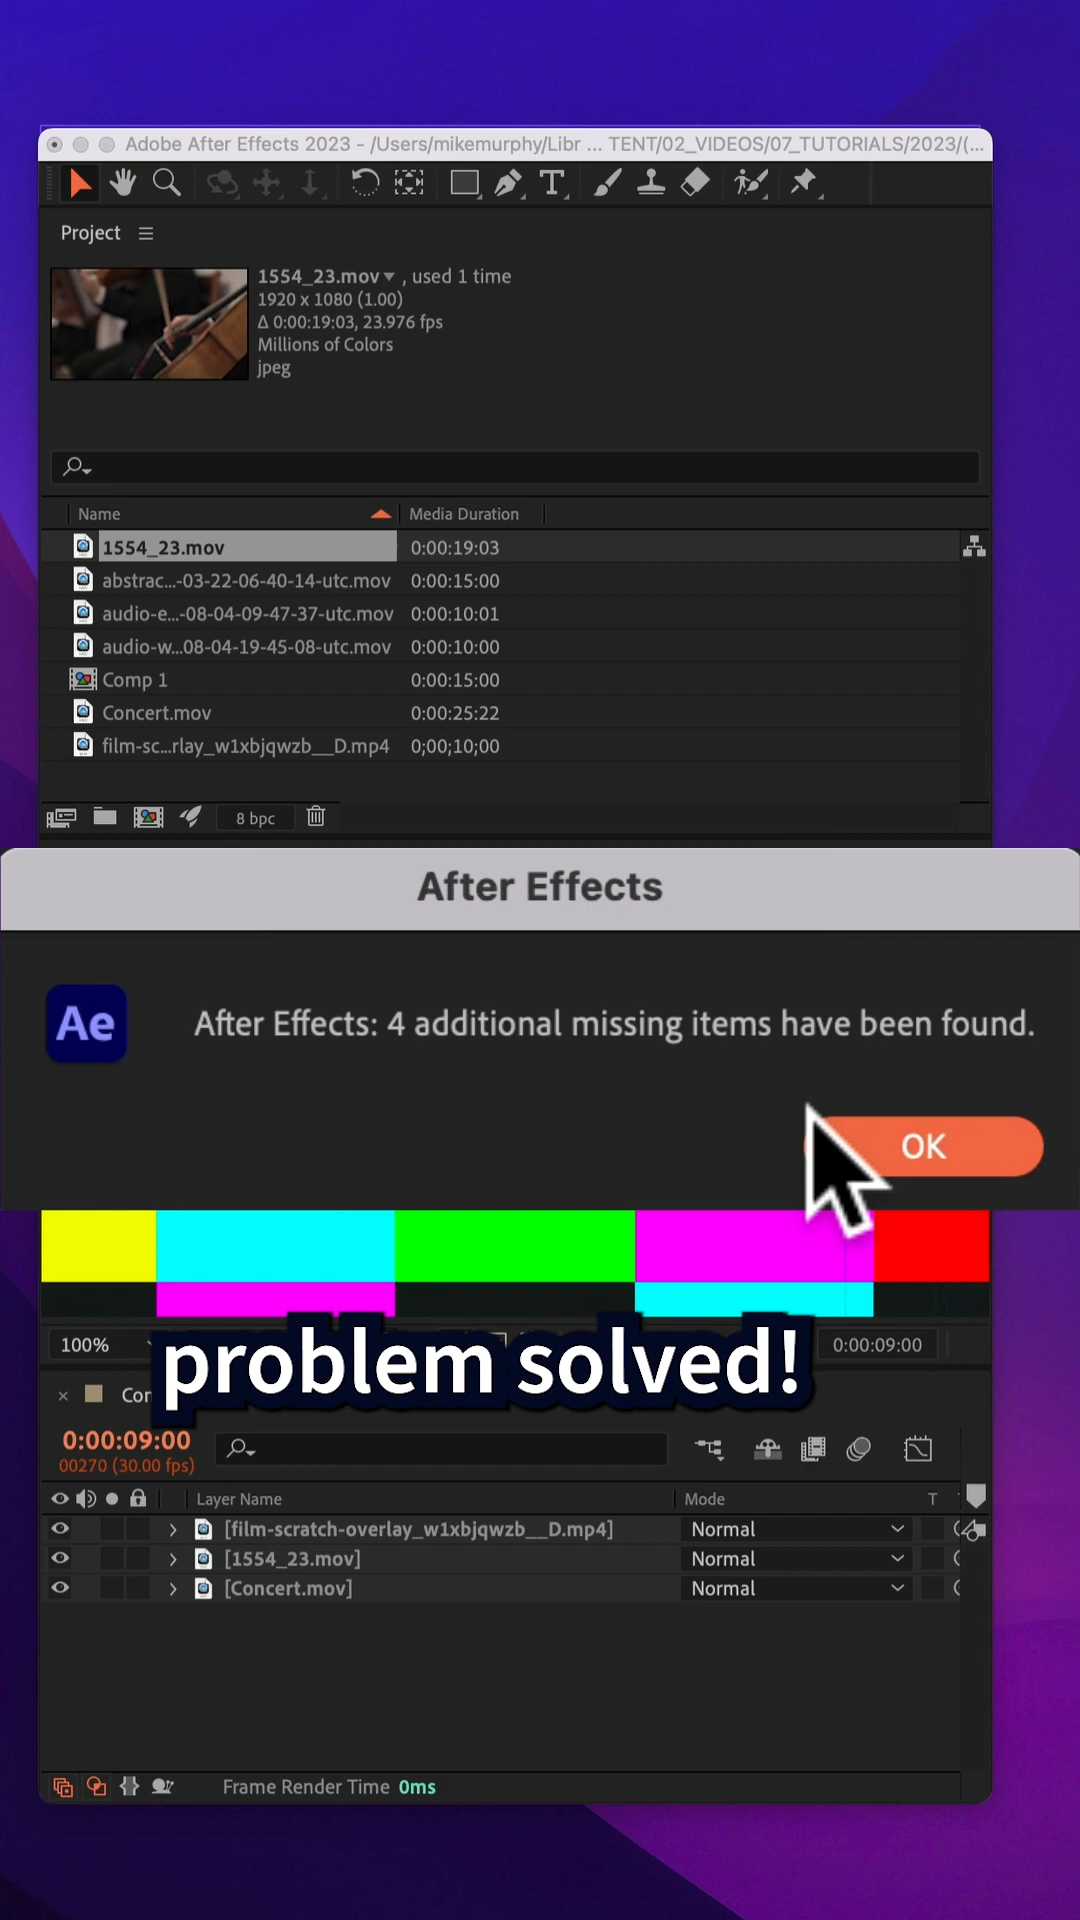 Adobe After Effects 2023 - /Users/mikemurphy/Libr ... TENT/02_VIDEOS/07_TUTORIALS/2023/(...
T
Project
1554_23.mov , used 1 time
1920 x 1080 (1.00)
Δ 0:00:19:03, 23.976 fps
Millions of Colors
jpeg
Name Media Duration
1554_23.mov 0:00:19:03
abstrac...-03-22-06-40-14-utc.mov 0:00:15:00
audio-e...-08-04-09-47-37-utc.mov 0:00:10:01
audio-w...08-04-19-45-08-utc.mov 0:00:10:00
Comp 1 0:00:15:00
Concert.mov 0:00:25:22
film-sc...rlay_w1xbjqwzb__D.mp4 0;00;10;00
8 bpc
After Effects
Ae
After Effects: 4 additional missing items have been found.
OK
100% 0:00:09:00
problem solved!
0:00:09:00
00270 (30.00 fps)
Layer Name Mode T
[film-scratch-overlay_w1xbjqwzb__D.mp4] Normal
[1554_23.mov] Normal
[Concert.mov] Normal
Frame Render Time 0ms